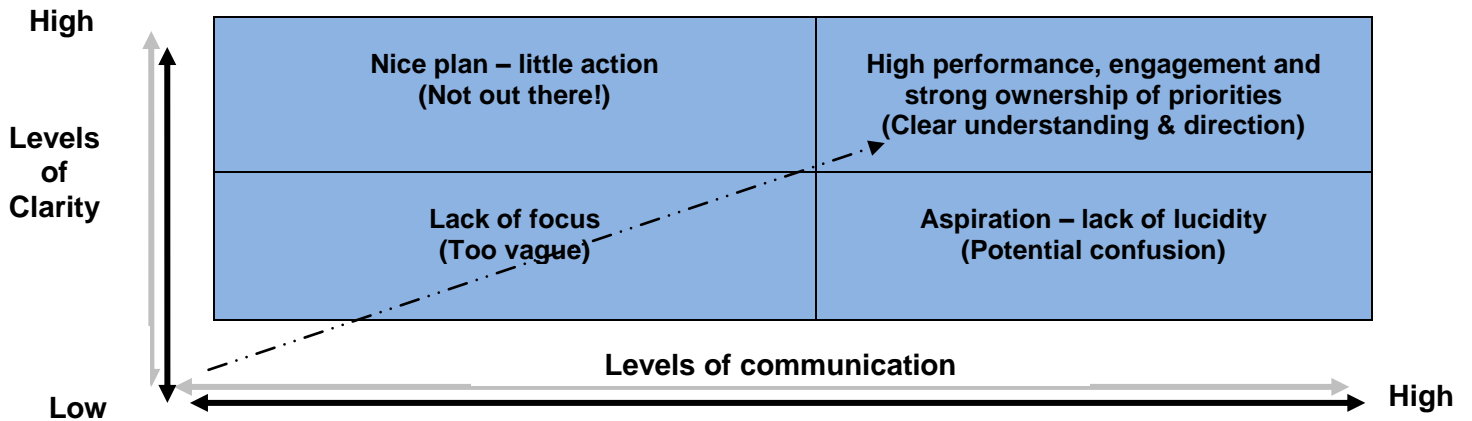 High
Nice plan – little action
(Not out there!)
High performance, engagement and
strong ownership of priorities
(Clear understanding & direction)
Levels
of
Clarity
Lack of focus
(Too vague)
Aspiration – lack of lucidity
(Potential confusion)
Levels of communication
Low
High